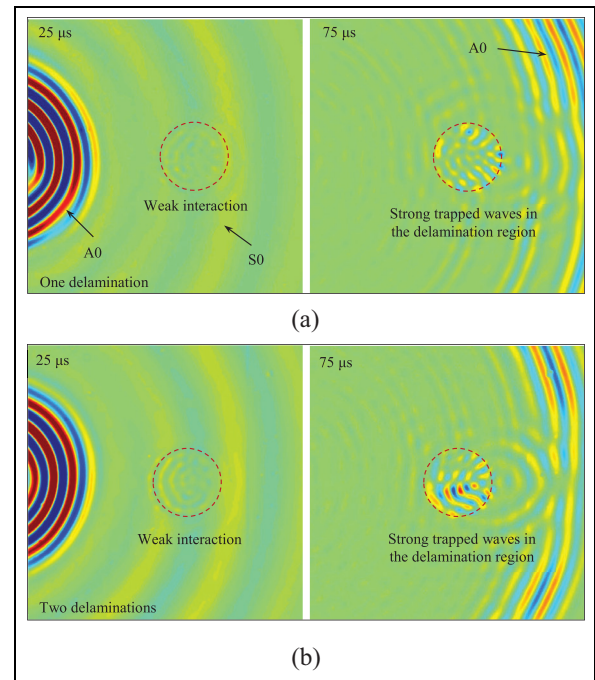 25 μs
75 μs
A0
Weak interaction
Strong trapped waves in
the delamination region
A0
S0
One delamination
(a)
25 μs
75 μs
Weak interaction
Strong trapped waves in
the delamination region
Two delaminations
(b)